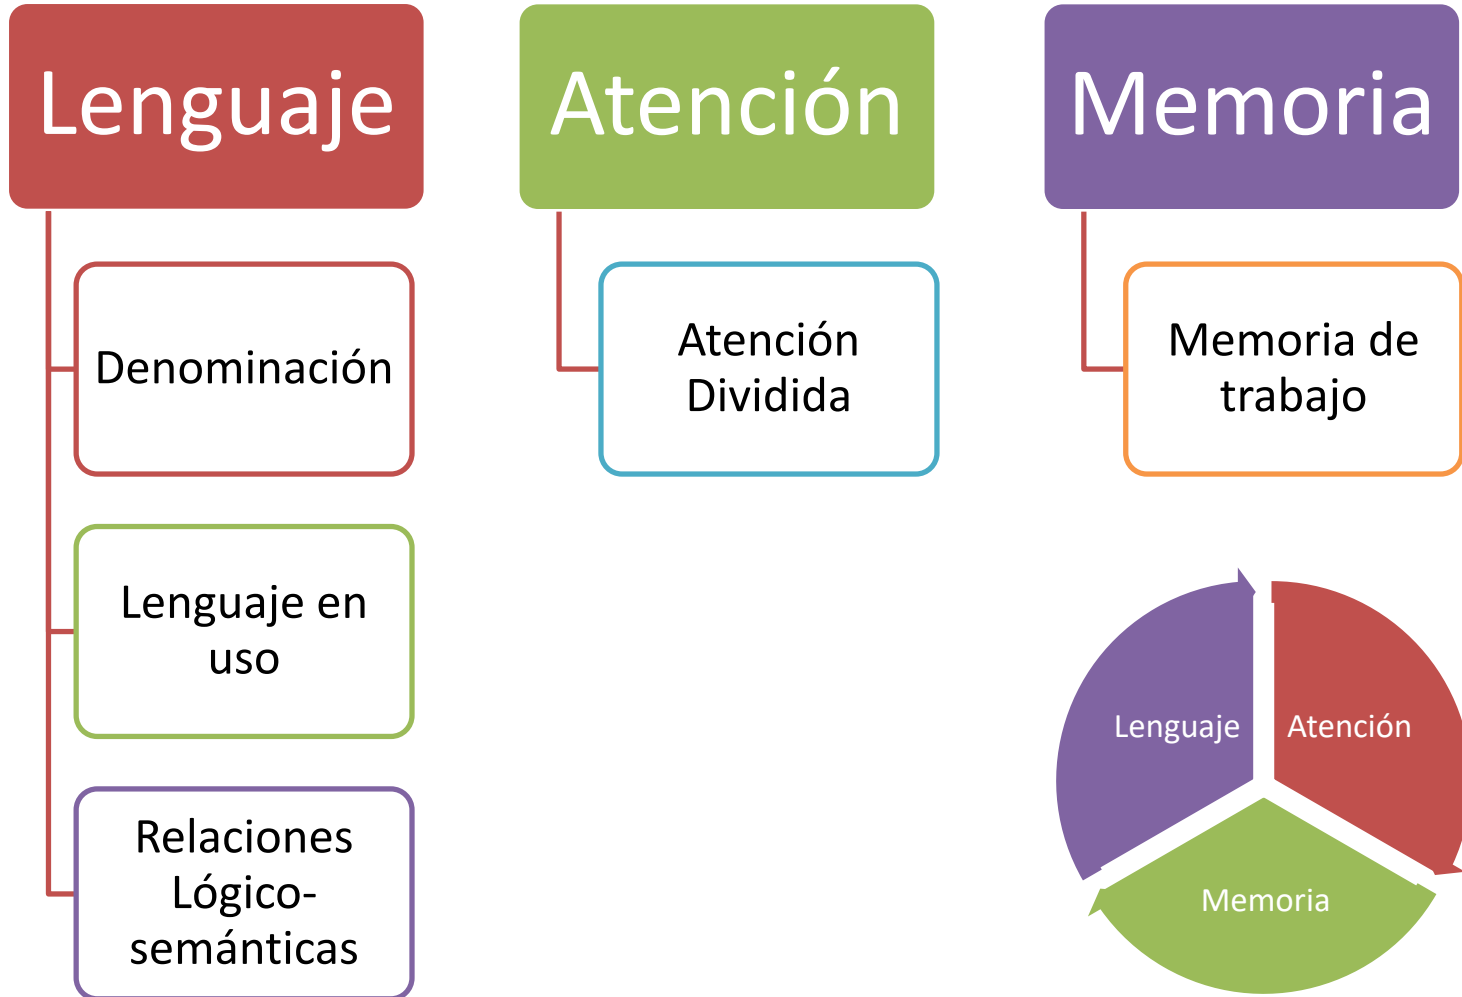 Lenguaje
Atención
Memoria
Denominación
Atención
Dividida
Memoria de
trabajo
Lenguaje en
uso
Relaciones
Lógico-
semánticas
Lenguaje
Atención
Memoria